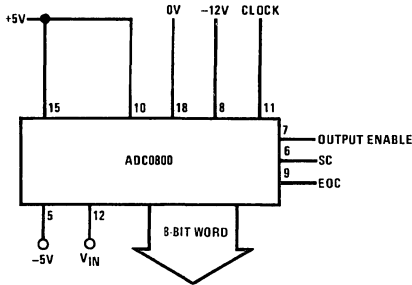 0V -12V CLOCK
+5V
15 10 18 8 11
7 OUTPUT ENABLE
ADC0800
6 SC
9 EOC
5 12
8-BIT WORD
-5V VIN